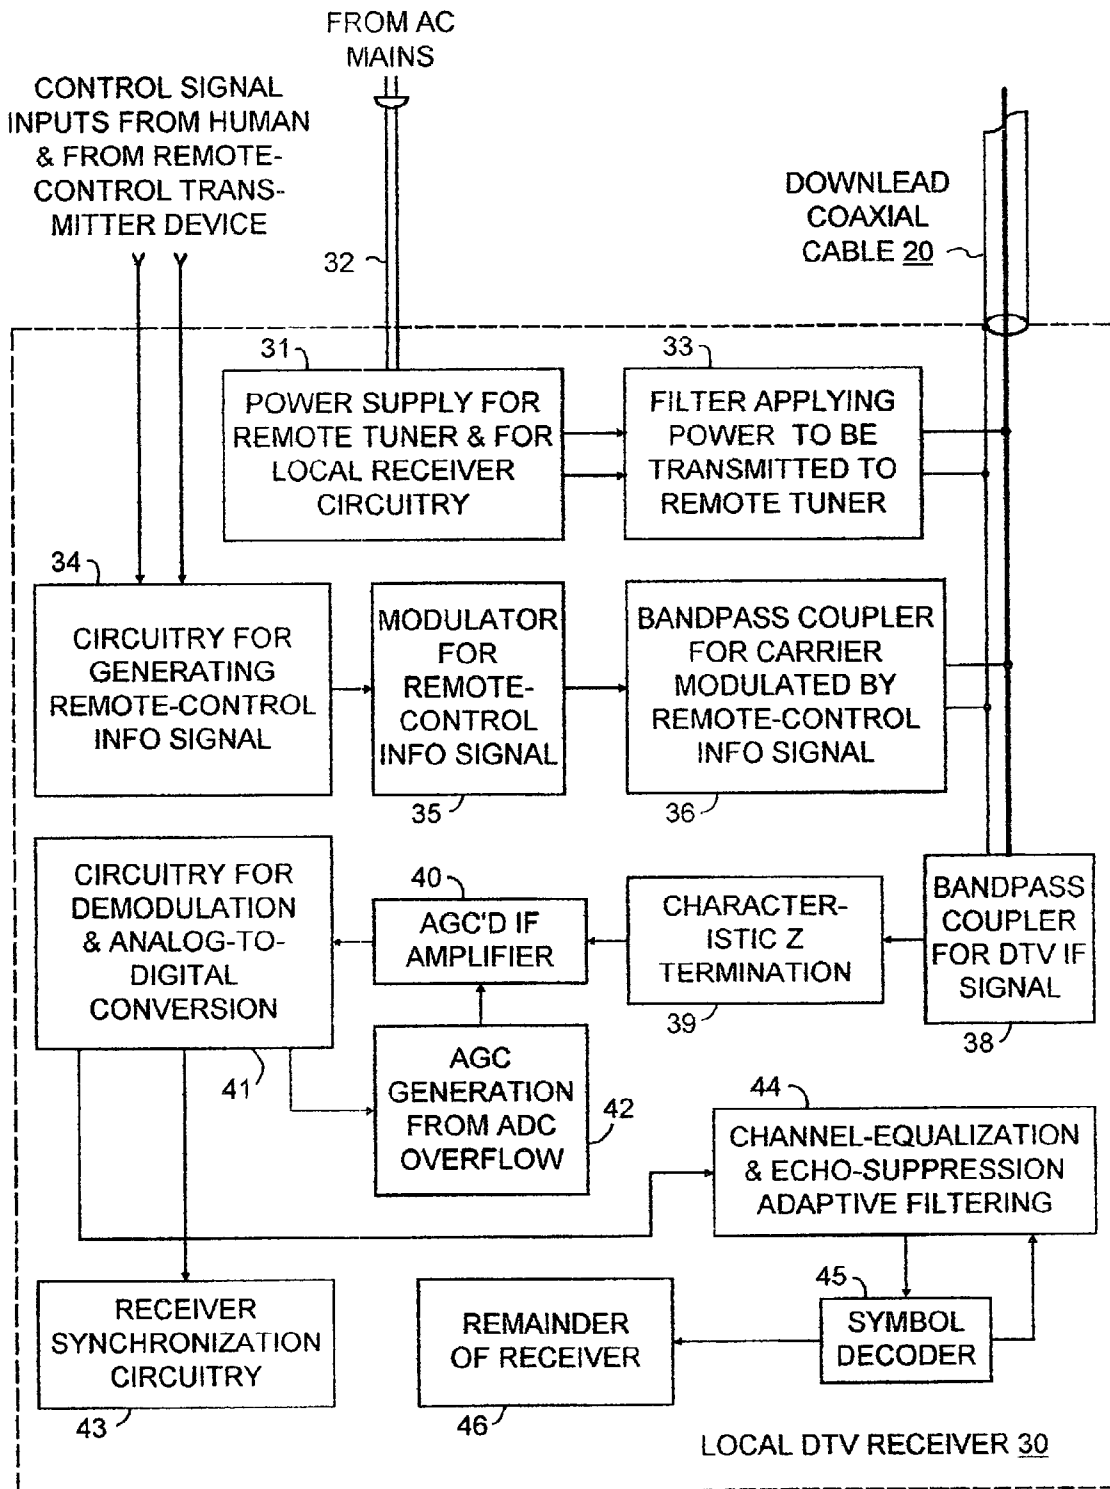 FROM AC
MAINS
CONTROL SIGNAL
INPUTS FROM HUMAN
& FROM REMOTE-
CONTROL TRANS-
MITTER DEVICE
32
DOWNLEAD
COAXIAL
CABLE 20
31
POWER SUPPLY FOR
REMOTE TUNER & FOR
LOCAL RECEIVER
CIRCUITRY
33
FILTER APPLYING
POWER TO BE
TRANSMITTED TO
REMOTE TUNER
34
CIRCUITRY FOR
GENERATING
REMOTE-CONTROL
INFO SIGNAL
MODULATOR
FOR
REMOTE-
CONTROL
INFO SIGNAL
35
BANDPASS COUPLER
FOR CARRIER
MODULATED BY
REMOTE-CONTROL
INFO SIGNAL
36
CIRCUITRY FOR
DEMODULATION
& ANALOG-TO-
DIGITAL
CONVERSION
41
40
AGC'D IF
AMPLIFIER
CHARACTER-
ISTIC Z
TERMINATION
39
BANDPASS
COUPLER
FOR DTV IF
SIGNAL
38
AGC
GENERATION
FROM ADC
OVERFLOW
42
44
CHANNEL-EQUALIZATION
& ECHO-SUPPRESSION
ADAPTIVE FILTERING
RECEIVER
SYNCHRONIZATION
CIRCUITRY
43
REMAINDER
OF RECEIVER
46
45
SYMBOL
DECODER
LOCAL DTV RECEIVER 30